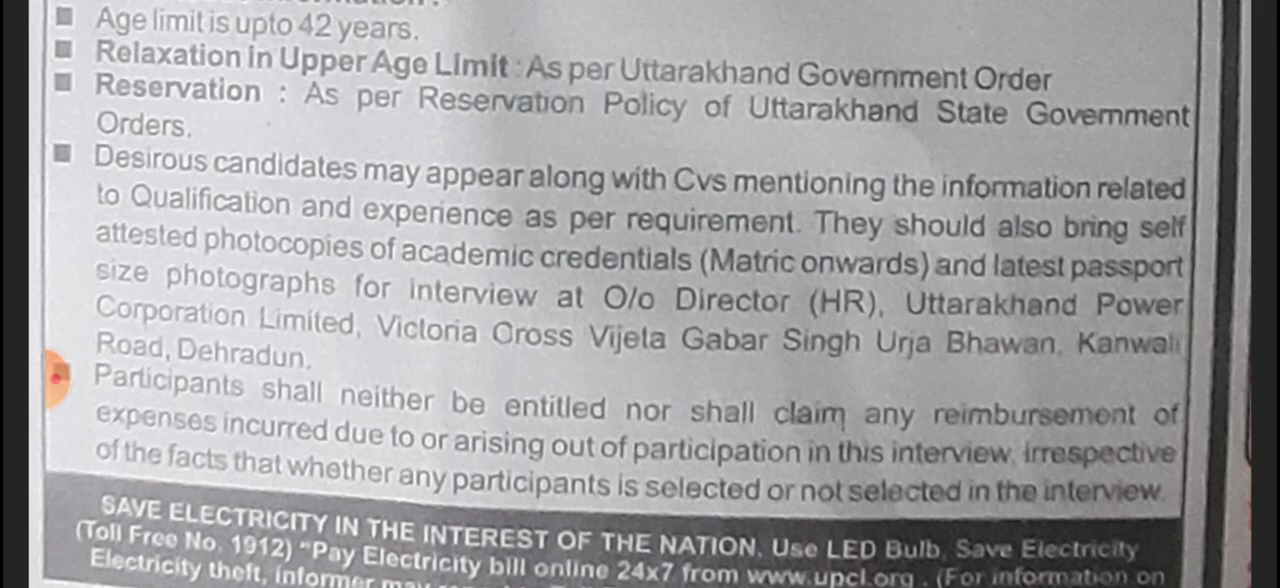 ■ Age limit is upto 42 years.
■ Relaxation in Upper Age Limit : As per Uttarakhand Government Order
■ Reservation : As per Reservation Policy of Uttarakhand State Government
Orders.
■ Desirous candidates may appear along with Cvs mentioning the information related
to Qualification and experience as per requirement. They should also bring self
attested photocopies of academic credentials (Matric onwards) and latest passport
size photographs for interview at O/o Director (HR), Uttarakhand Power
Corporation Limited, Victoria Cross Vijeta Gabar Singh Urja Bhawan, Kanwali
Road, Dehradun.
■ Participants shall neither be entitled nor shall claim any reimbursement of
expenses incurred due to or arising out of participation in this interview, irrespective
of the facts that whether any participants is selected or not selected in the interview.
SAVE ELECTRICITY IN THE INTEREST OF THE NATION, Use LED Bulb, Save Electricity
(Toll Free No. 1912) "Pay Electricity bill online 24x7 from www.upcl.org . (For information on
Electricity theft, informer may